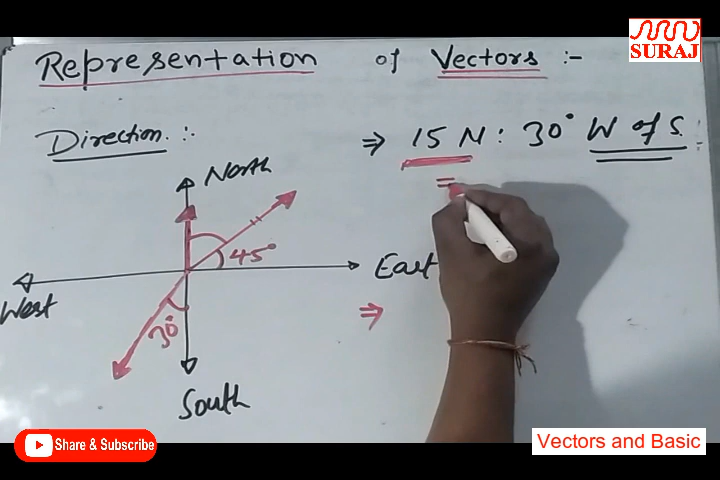 SURAJ
Representation of Vectors :-
Direction :- ⇒ 15 N : 30° W of S.
North
45°
East
West
30°
⇒
South
Share & Subscribe
Vectors and Basic